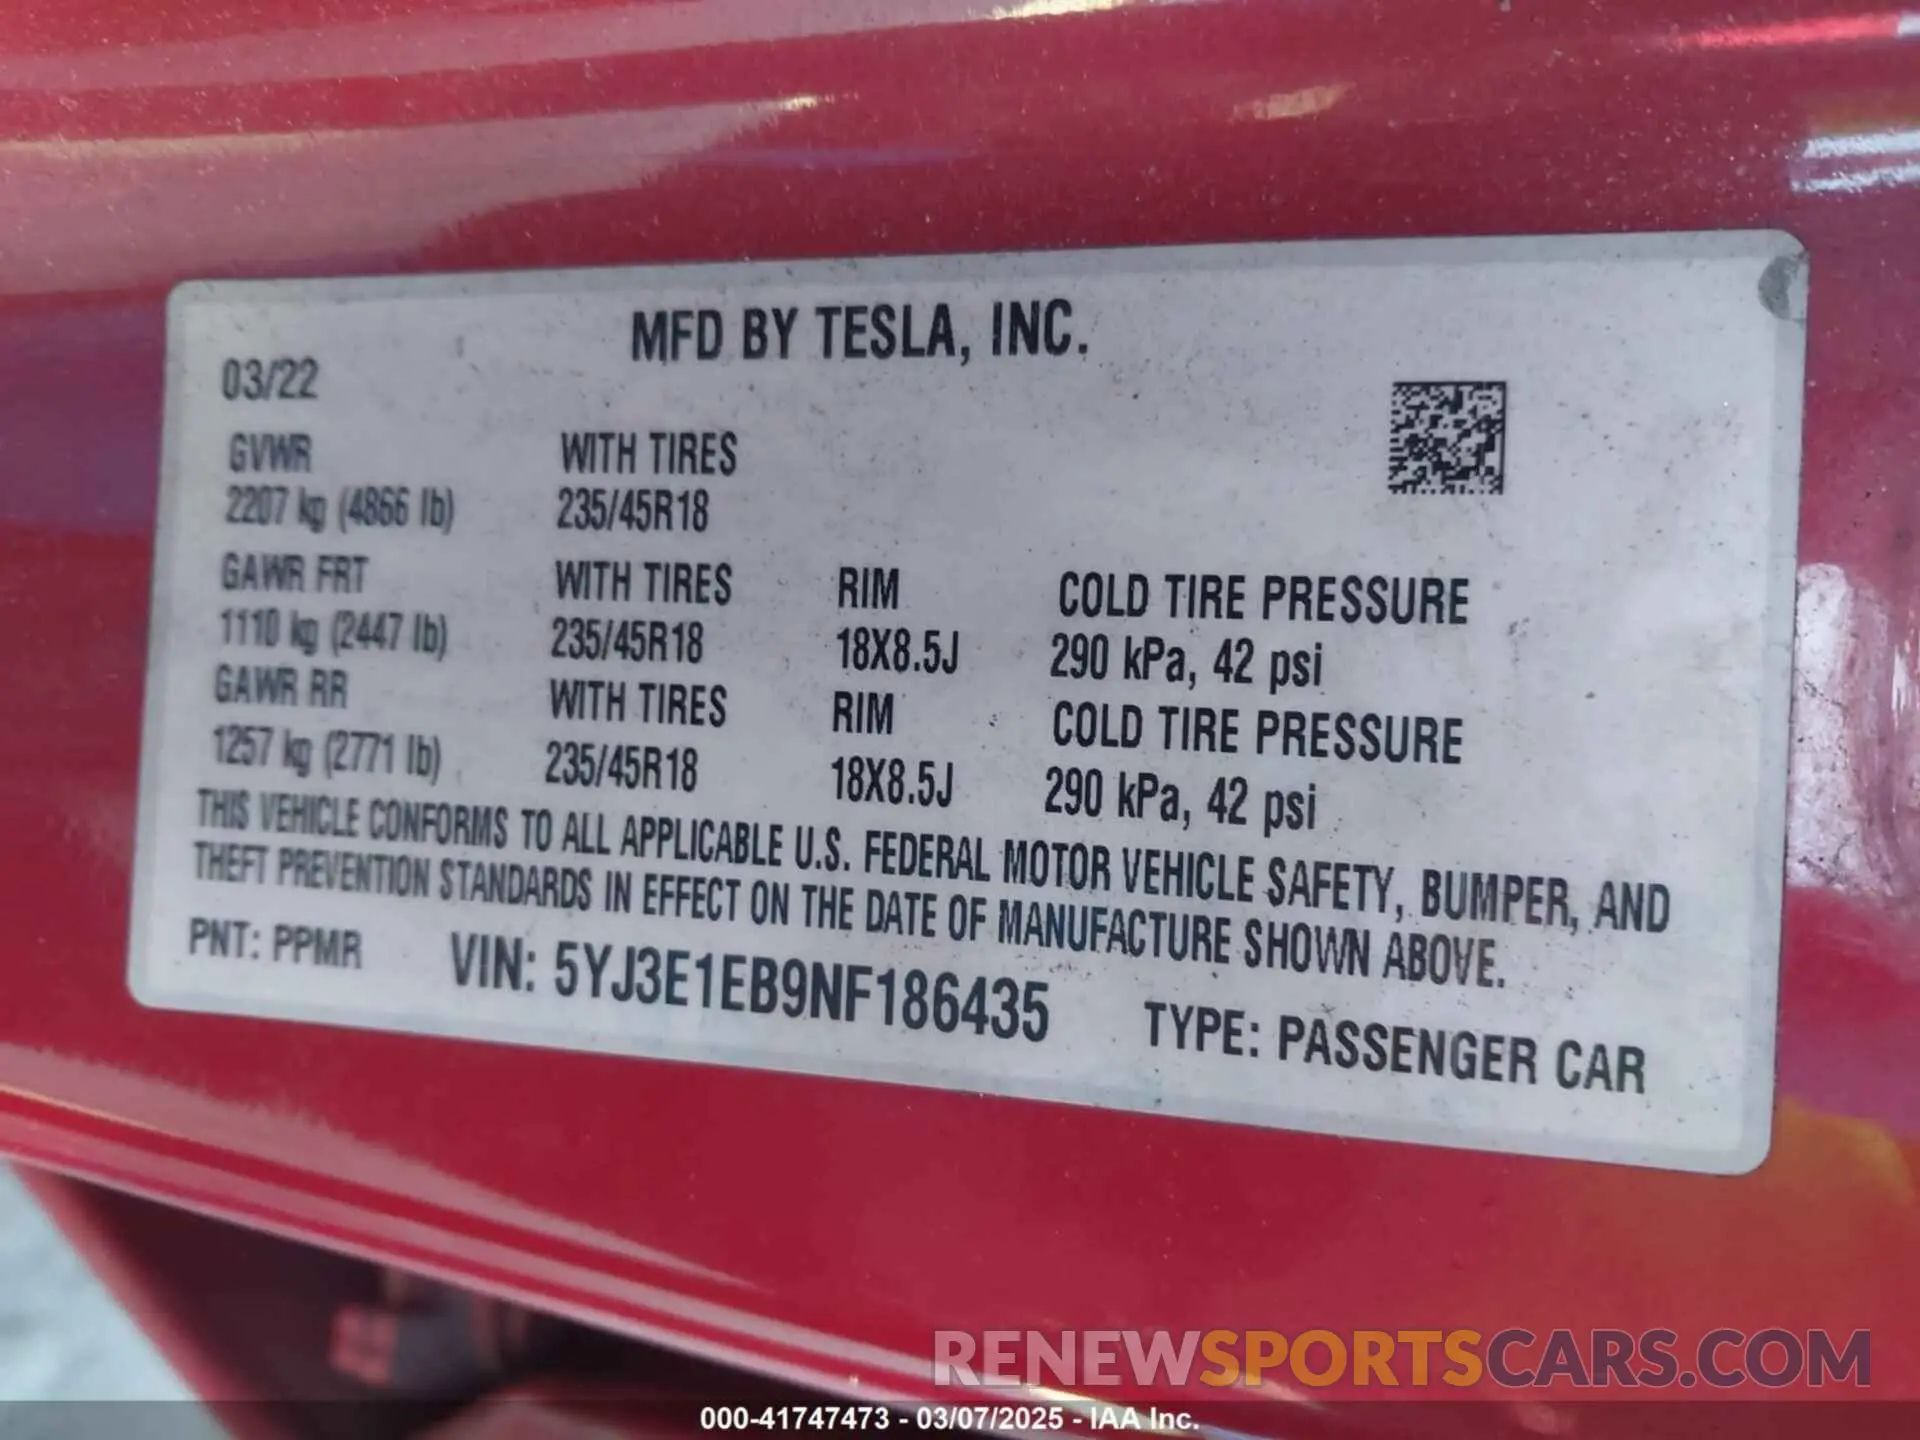 MFD BY TESLA, INC.
03/22
GVWR WITH TIRES
2207 kg (4866 lb) 235/45R18
GAWR FRT WITH TIRES RIM COLD TIRE PRESSURE
1110 kg (2447 lb) 235/45R18 18X8.5J 290 kPa, 42 psi
GAWR RR WITH TIRES RIM COLD TIRE PRESSURE
1257 kg (2771 lb) 235/45R18 18X8.5J 290 kPa, 42 psi
THIS VEHICLE CONFORMS TO ALL APPLICABLE U.S. FEDERAL MOTOR VEHICLE SAFETY, BUMPER, AND
THEFT PREVENTION STANDARDS IN EFFECT ON THE DATE OF MANUFACTURE SHOWN ABOVE.
PNT: PPMR VIN: 5YJ3E1EB9NF186435 TYPE: PASSENGER CAR
RENEWSPORTSCARS.COM
000-41747473 - 03/07/2025 - IAA Inc.